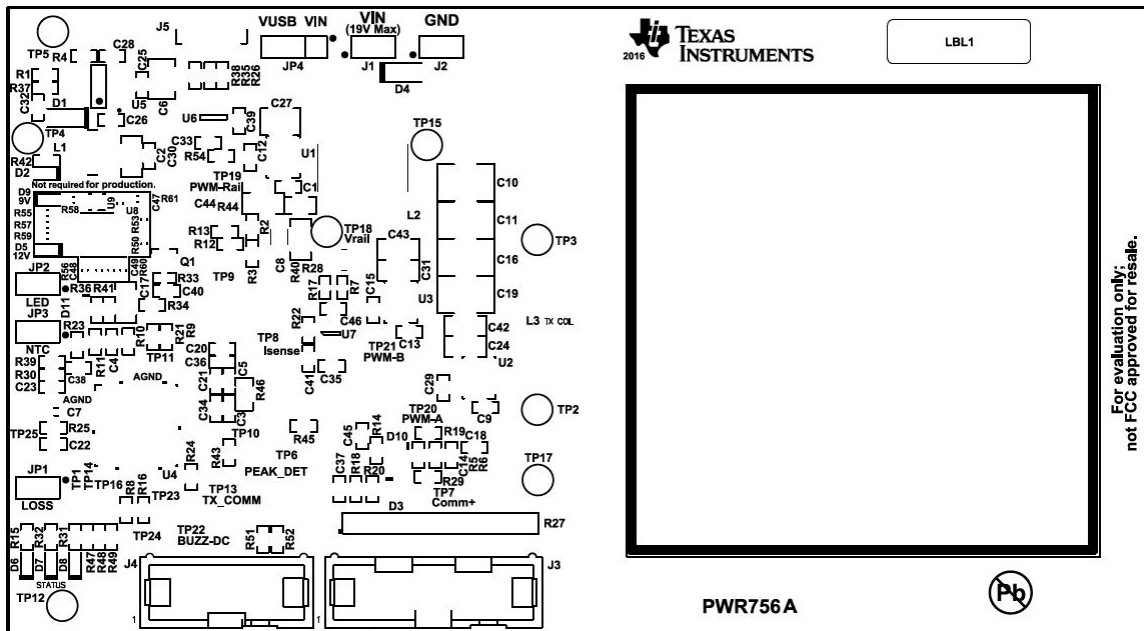 J5
VUSB VIN
VIN
(19V Max)
GND
JP4
J1
J2
D4
TP5
R4
C28
C25
R1
R37
C32
D1
U5
C6
R38
R35
R26
TP4
C26
U6
C39
C27
TP15
R42
D2
L1
C2
C30
C33
R54
C12
U1
Not required for production.
TP19
PWM-Rail
C1
C10
D9
9V
R58
U9
U8
C47
R61
C44
R44
R55
R57
R59
R53
R50
L2
C11
D5
12V
R13
R12
R2
TP18
Vrail
C43
TP3
JP2
R56
C48
C49
R60
Q1
TP9
R3
C8
R40
R28
C31
C16
LED
R36
R41
C17
R33
C40
R17
R7
C15
U3
C19
JP3
D11
R34
C46
L3 TX COIL
NTC
R23
R11
C4
R10
TP11
R21
R9
TP8
Isense
R22
U7
TP21
PWM-B
C13
C42
C24
U2
R39
R30
C23
C38
AGND
C20
C36
C5
C41
C35
AGND
C7
C21
C34
C3
R46
C29
C9
TP2
TP25
R25
C22
TP10
R45
C45
R14
D10
TP20
PWM-A
R19
C18
JP1
LOSS
TP1
TP14
TP16
U4
R24
R43
TP6
PEAK_DET
C37
R18
R20
C14
R5
R6
R29
TP17
R8
R16
TP23
TP13
TX_COMM
TP7
Comm+
D3
R27
R15
R32
R31
TP24
TP22
BUZZ-DC
R51
R52
D6
D7
D8
R47
R48
R49
STATUS
TP12
J4
1
J3
1
2016
TEXAS
INSTRUMENTS
LBL1
For evaluation only;
not FCC approved for resale.
PWR756A
Pb